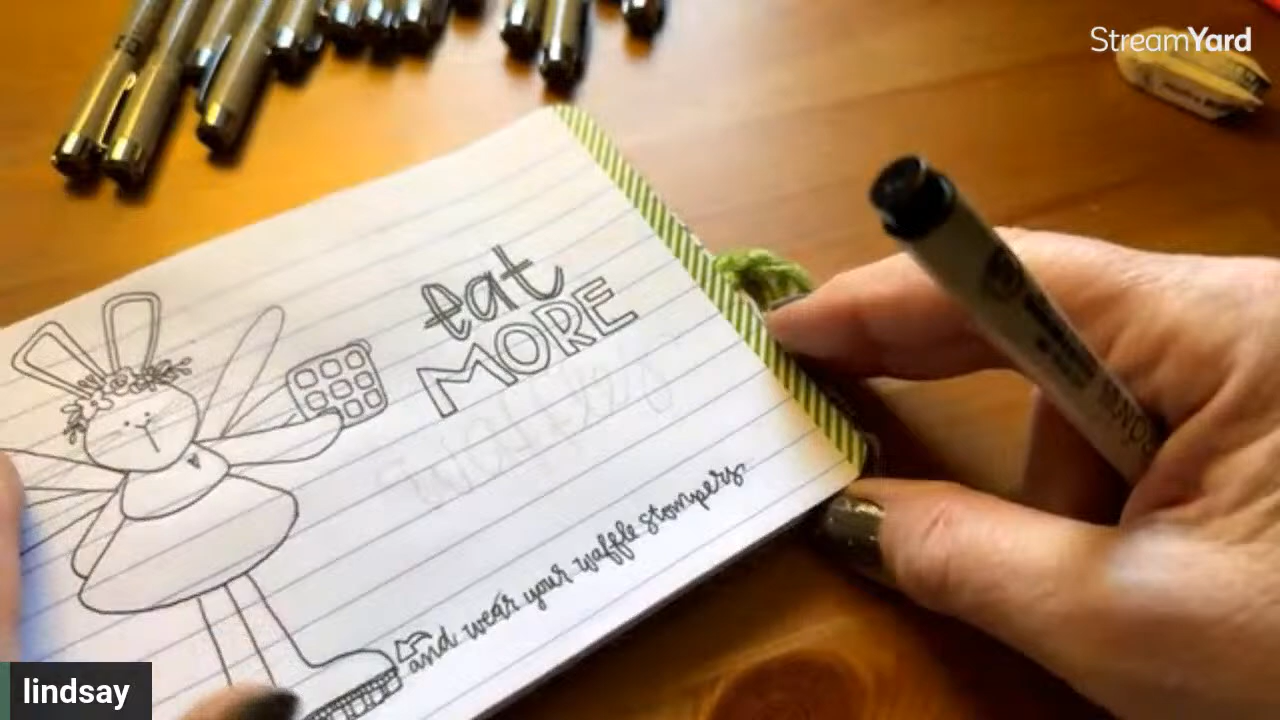 StreamYard
eat
MORE
and wear your waffle stompers.
lindsay